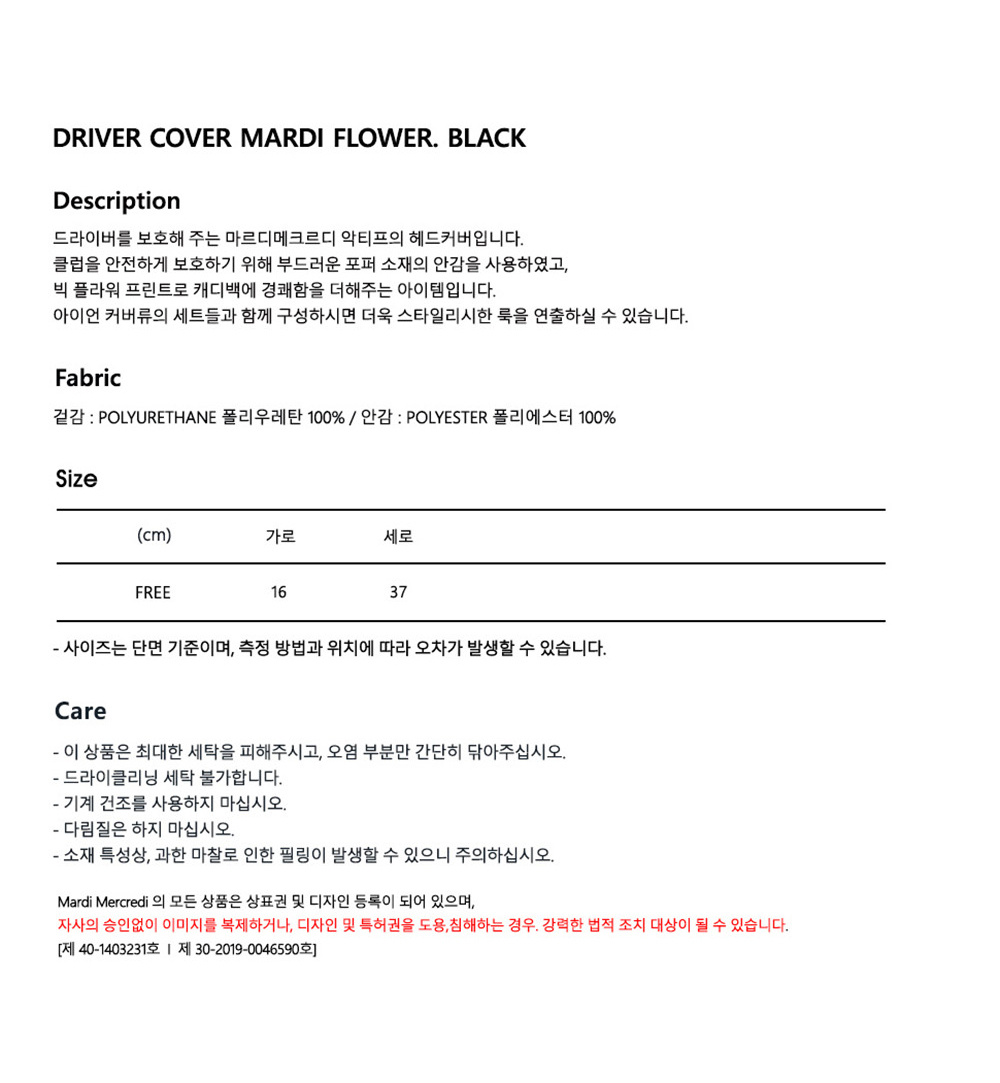 DRIVER COVER MARDI FLOWER. BLACK
Description
드라이버를 보호해 주는 마르디메크르디 악티프의 헤드커버입니다.
클럽을 안전하게 보호하기 위해 부드러운 포퍼 소재의 안감을 사용하였고,
빅 플라워 프린트로 캐디백에 경쾌함을 더해주는 아이템입니다.
아이언 커버류의 세트들과 함께 구성하시면 더욱 스타일리시한 룩을 연출하실 수 있습니다.
Fabric
겉감 : POLYURETHANE 폴리우레탄 100% / 안감 : POLYESTER 폴리에스터 100%
Size
(cm) 가로 세로
FREE 16 37
- 사이즈는 단면 기준이며, 측정 방법과 위치에 따라 오차가 발생할 수 있습니다.
Care
- 이 상품은 최대한 세탁을 피해주시고, 오염 부분만 간단히 닦아주십시오.
- 드라이클리닝 세탁 불가합니다.
- 기계 건조를 사용하지 마십시오.
- 다림질은 하지 마십시오.
- 소재 특성상, 과한 마찰로 인한 필링이 발생할 수 있으니 주의하십시오.
Mardi Mercredi 의 모든 상품은 상표권 및 디자인 등록이 되어 있으며,
자사의 승인없이 이미지를 복제하거나, 디자인 및 특허권을 도용,침해하는 경우. 강력한 법적 조치 대상이 될 수 있습니다.
[제 40-1403231호 I 제 30-2019-0046590호]